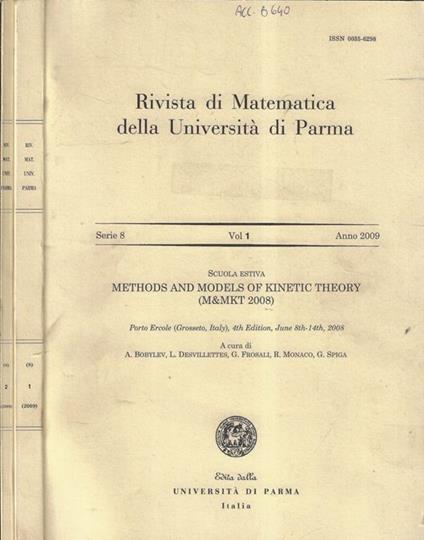 ACC. B 640
ISSN 0035-6298
Rivista di Matematica
della Università di Parma
Serie 8
Vol 1
Anno 2009
SCUOLA ESTIVA
METHODS AND MODELS OF KINETIC THEORY
(M&MKT 2008)
Porto Ercole (Grosseto, Italy), 4th Edition, June 8th-14th, 2008
A cura di
A. BOBYLEV, L. DESVILLETTES, G. FROSALI, R. MONACO, G. SPIGA
Edita dalla
UNIVERSITÀ DI PARMA
Italia
RIV.
MAT.
UNIV.
PARMA
(8)
2
(2009)
RIV.
MAT.
UNIV.
PARMA
(8)
1
(2009)